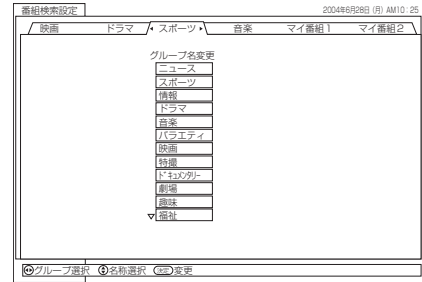 番組検索設定 2004年6月28日 (月) AM10:25
映画 ドラマ スポーツ 音楽 マイ番組1 マイ番組2
グループ名変更
ニュース
スポーツ
情報
ドラマ
音楽
バラエティ
映画
特撮
ドキュメンタリー
劇場
趣味
福祉
グループ選択 名称選択 決定 変更